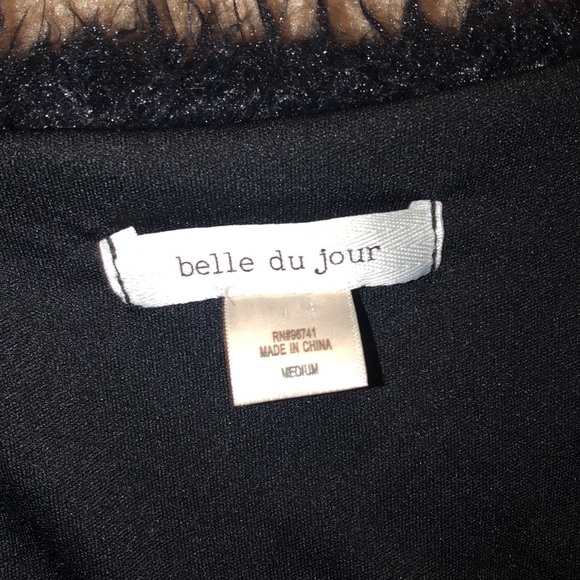 belle du jour
RN#96741
MADE IN CHINA
MEDIUM